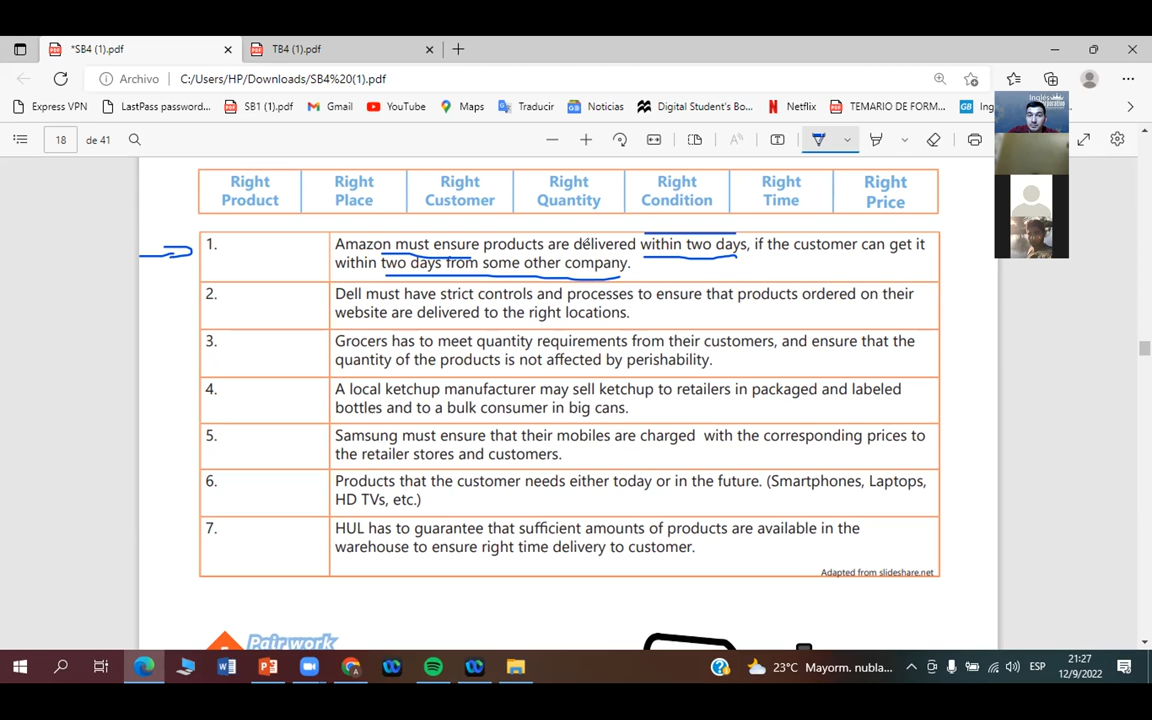 *SB4 (1).pdf
TB4 (1).pdf
Archivo
C:/Users/HP/Downloads/SB4%20(1).pdf
Express VPN
LastPass password...
SB1 (1).pdf
Gmail
YouTube
Maps
Traducir
Noticias
Digital Student's Bo...
Netflix
TEMARIO DE FORM...
Ing
Inglés
18 de 41
Right Product
Right Place
Right Customer
Right Quantity
Right Condition
Right Time
Right Price
1.
Amazon must ensure products are delivered within two days, if the customer can get it
within two days from some other company.
2.
Dell must have strict controls and processes to ensure that products ordered on their
website are delivered to the right locations.
3.
Grocers has to meet quantity requirements from their customers, and ensure that the
quantity of the products is not affected by perishability.
4.
A local ketchup manufacturer may sell ketchup to retailers in packaged and labeled
bottles and to a bulk consumer in big cans.
5.
Samsung must ensure that their mobiles are charged with the corresponding prices to
the retailer stores and customers.
6.
Products that the customer needs either today or in the future. (Smartphones, Laptops,
HD TVs, etc.)
7.
HUL has to guarantee that sufficient amounts of products are available in the
warehouse to ensure right time delivery to customer.
Adapted from slideshare.net
Pair work
23°C Mayorm. nubla...
ESP
21:27
12/9/2022